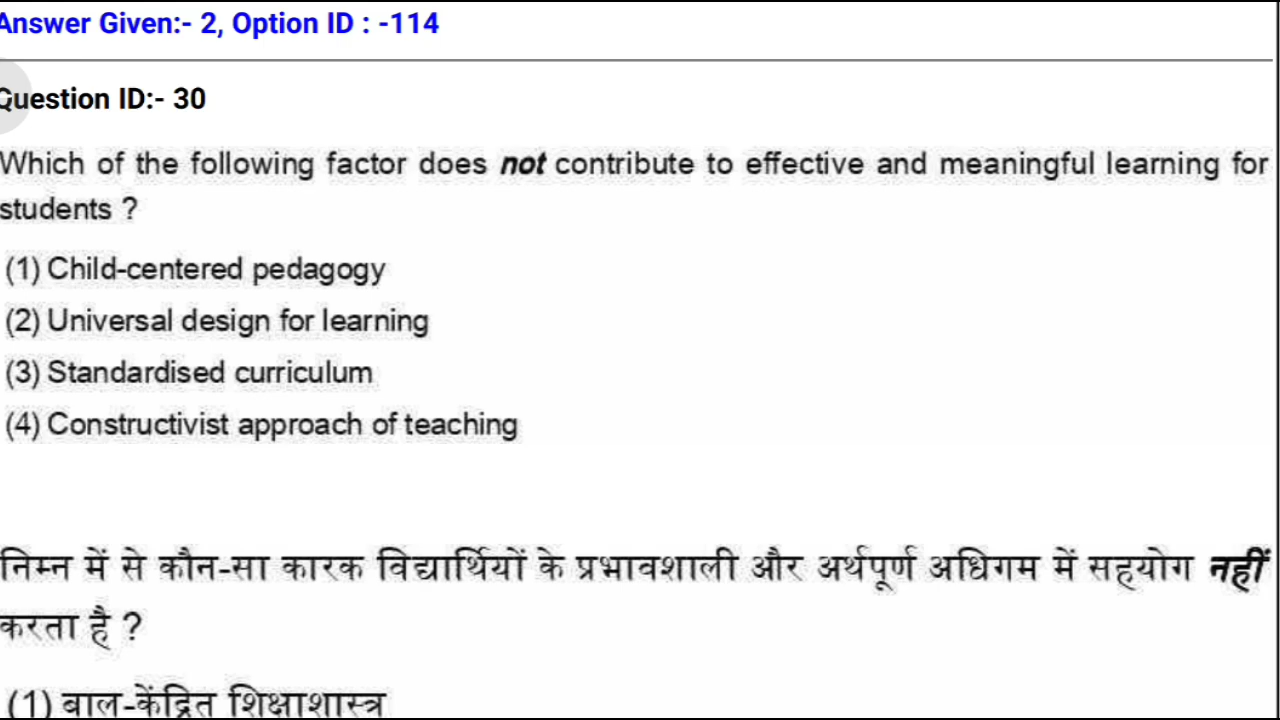 Answer Given:- 2, Option ID : -114
Question ID:- 30
Which of the following factor does not contribute to effective and meaningful learning for
students ?
(1) Child-centered pedagogy
(2) Universal design for learning
(3) Standardised curriculum
(4) Constructivist approach of teaching
निम्न में से कौन-सा कारक विद्यार्थियों के प्रभावशाली और अर्थपूर्ण अधिगम में सहयोग नहीं
करता है ?
(1) बाल-केंद्रित शिक्षाशास्त्र